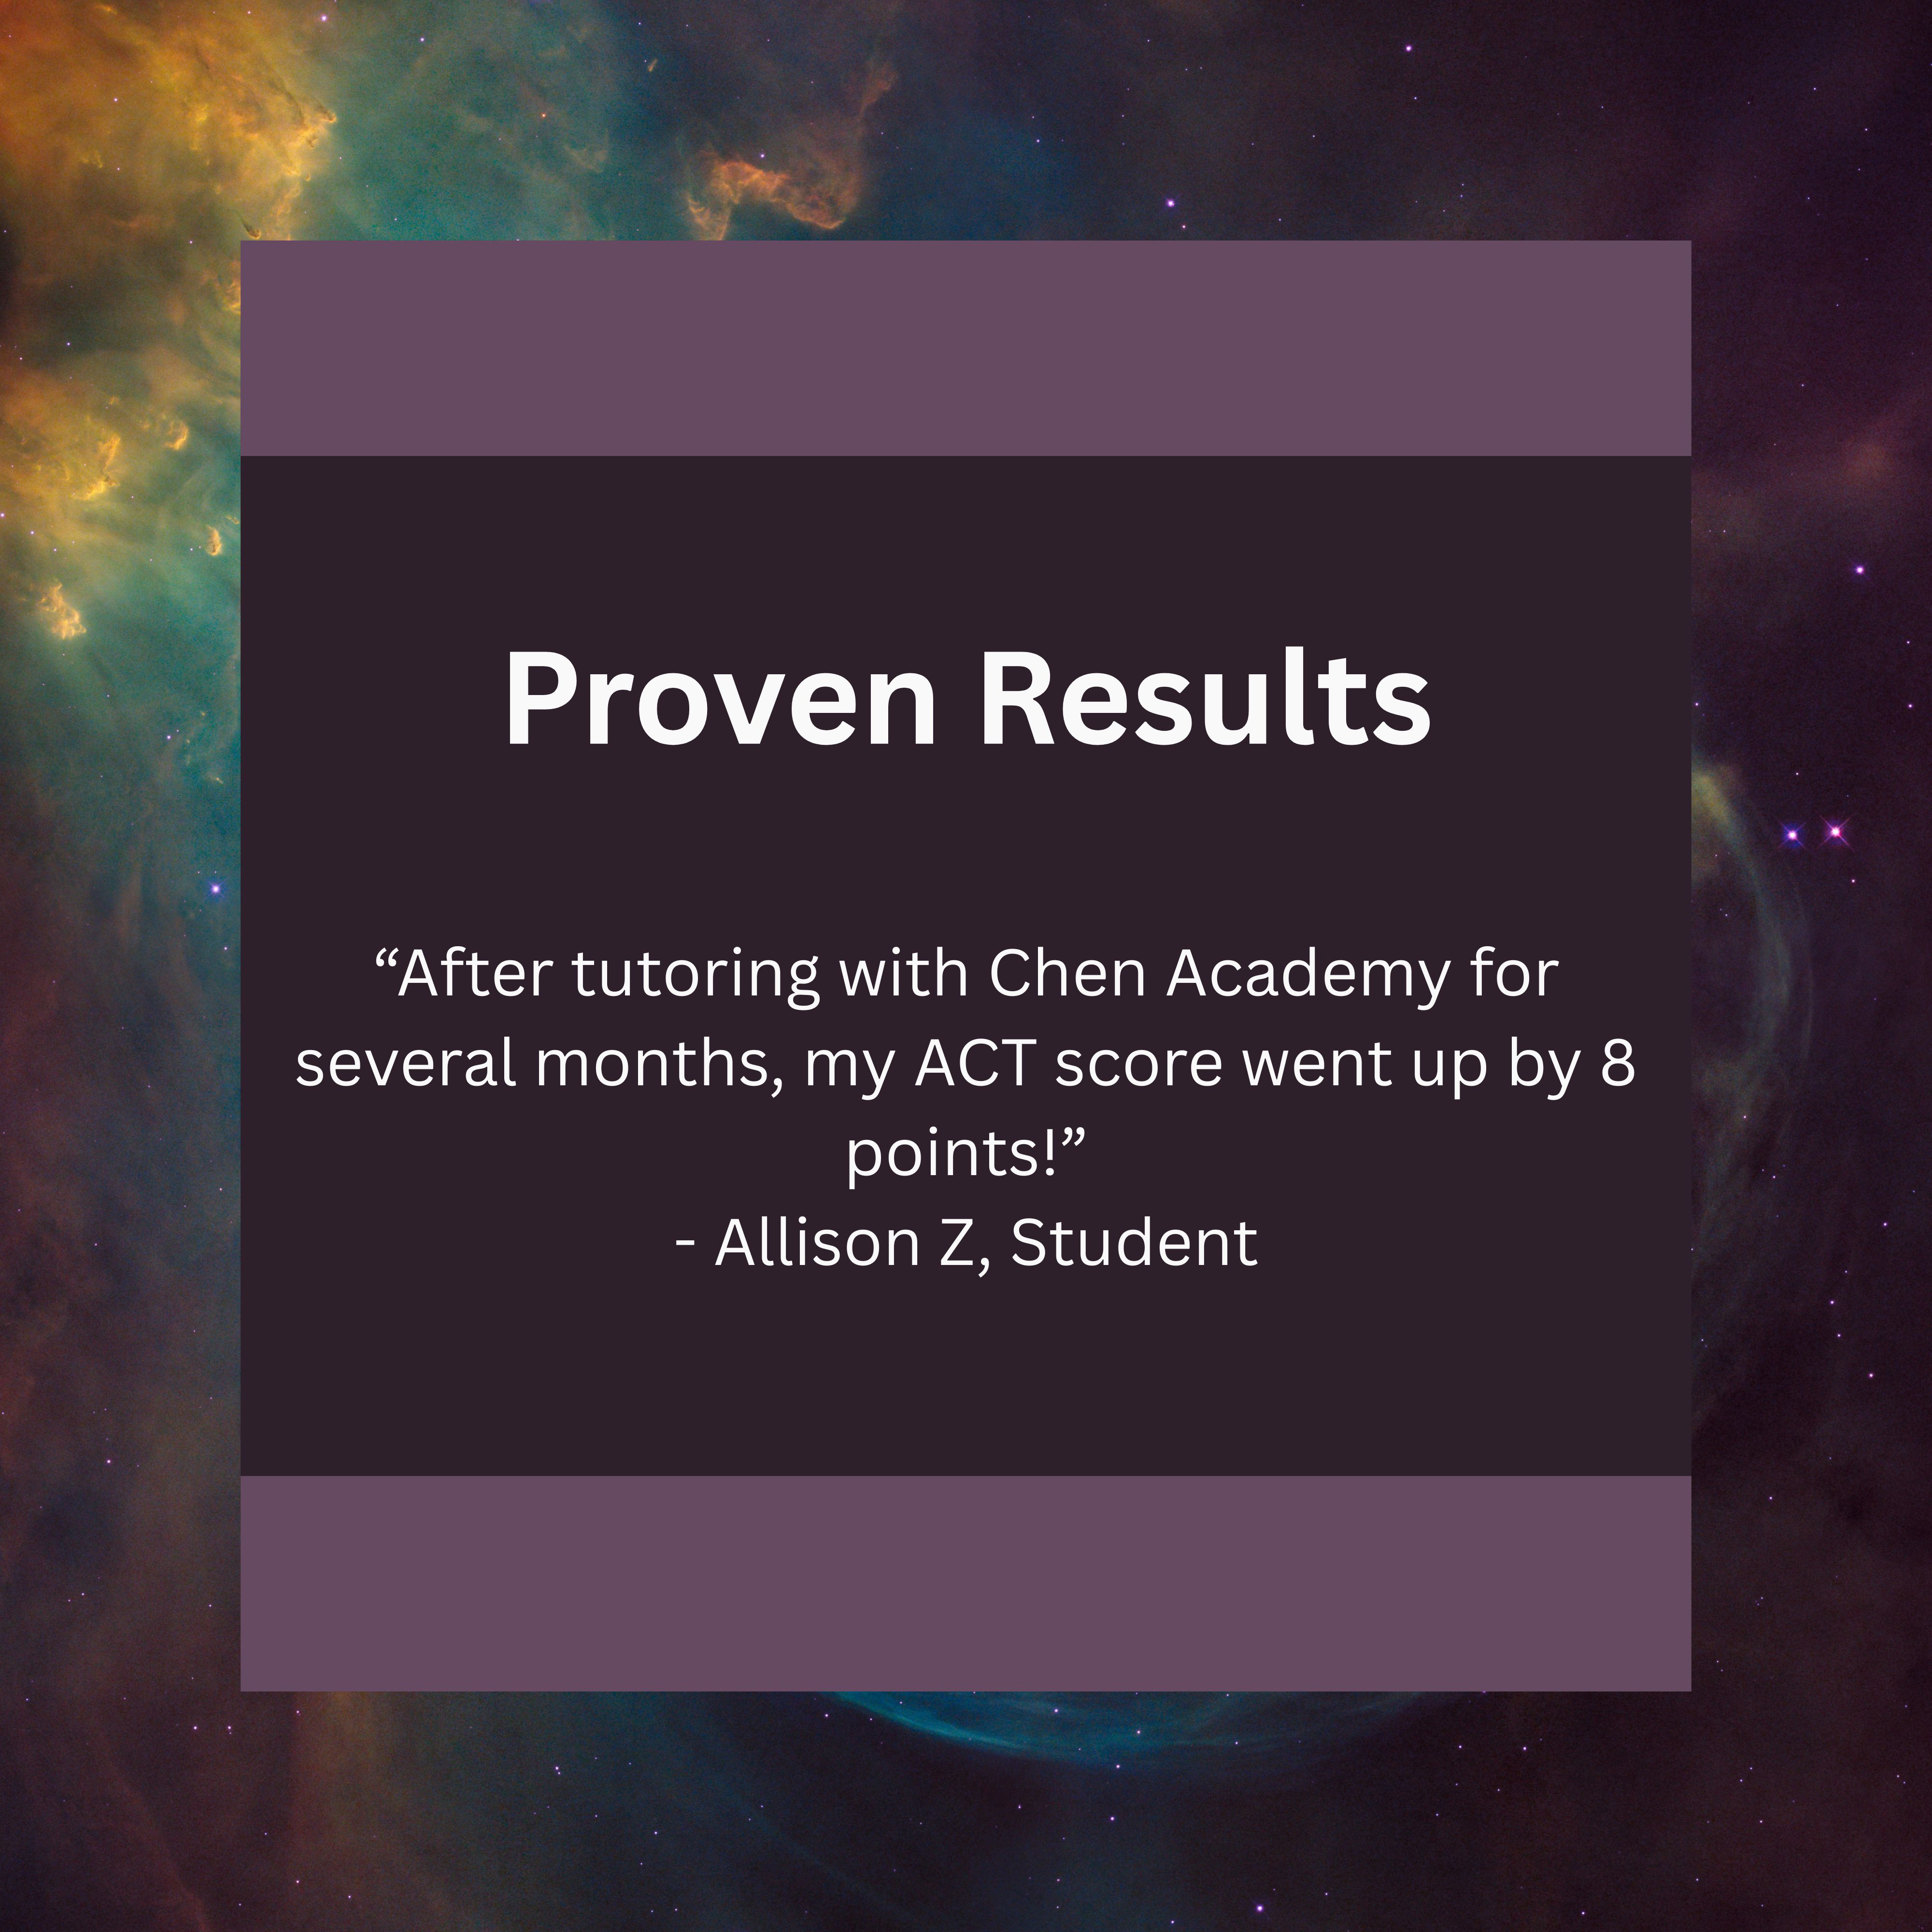 Proven Results
“After tutoring with Chen Academy for
several months, my ACT score went up by 8
points!”
- Allison Z, Student